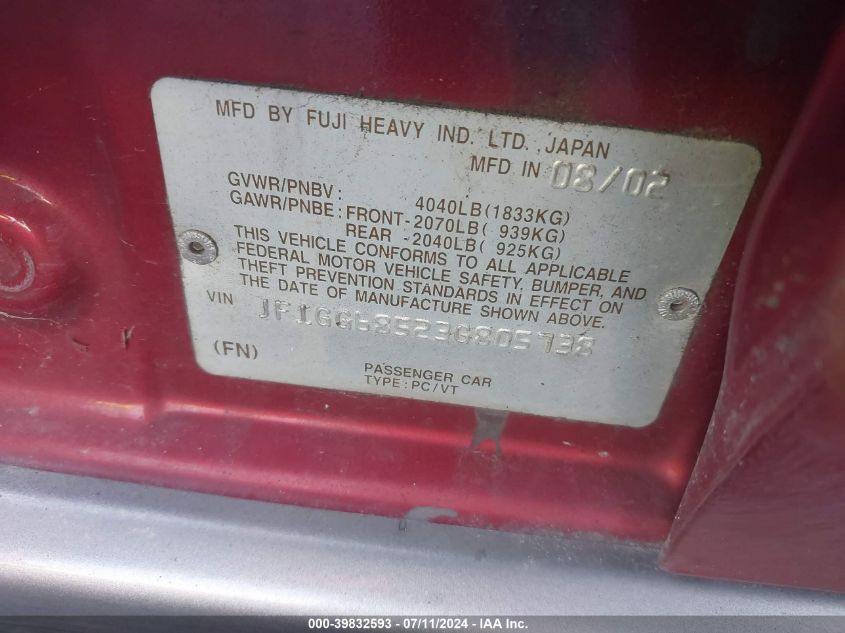 MFD BY FUJI HEAVY IND. LTD. JAPAN
MFD IN 08/02
GVWR/PNBV: 4040LB(1833KG)
GAWR/PNBE: FRONT-2070LB( 939KG)
REAR -2040LB( 925KG)
THIS VEHICLE CONFORMS TO ALL APPLICABLE
FEDERAL MOTOR VEHICLE SAFETY, BUMPER, AND
THEFT PREVENTION STANDARDS IN EFFECT ON
THE DATE OF MANUFACTURE SHOWN ABOVE.
VIN JF1GG68523G805738
(FN)
PASSENGER CAR
TYPE: PC/VT
000-39832593 - 07/11/2024 - IAA Inc.